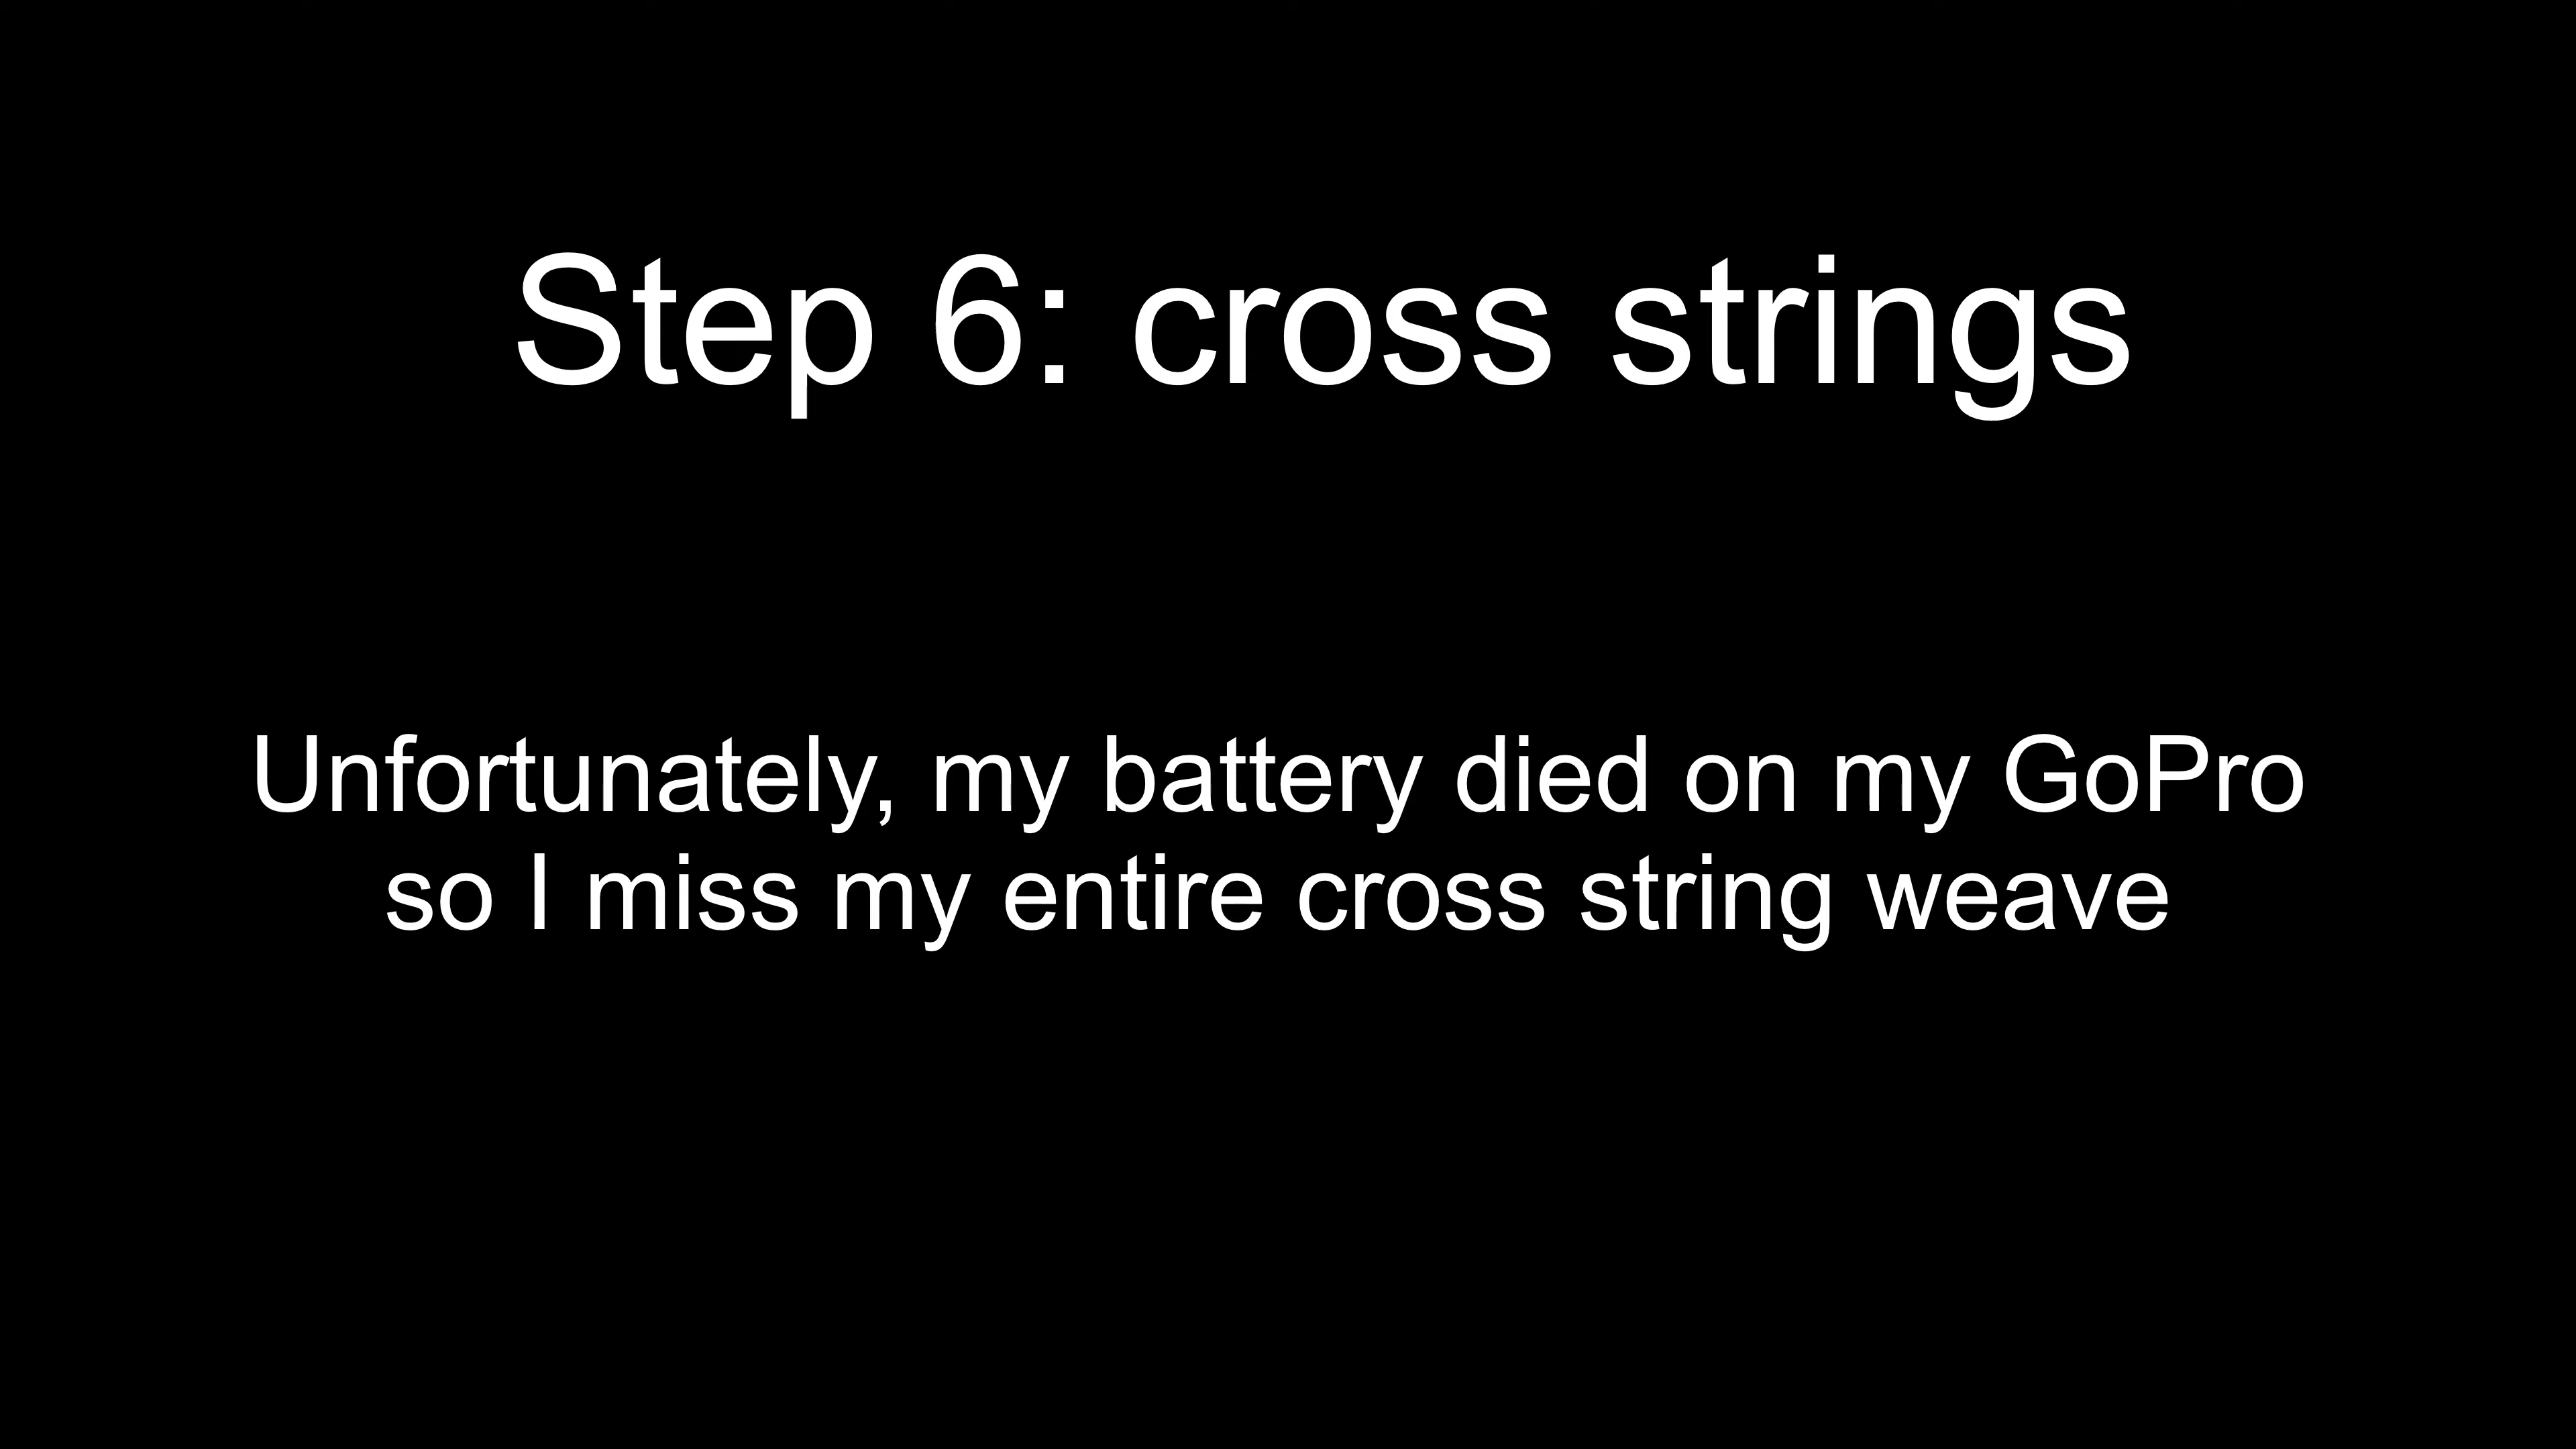 Step 6: cross strings
Unfortunately, my battery died on my GoPro
so I miss my entire cross string weave